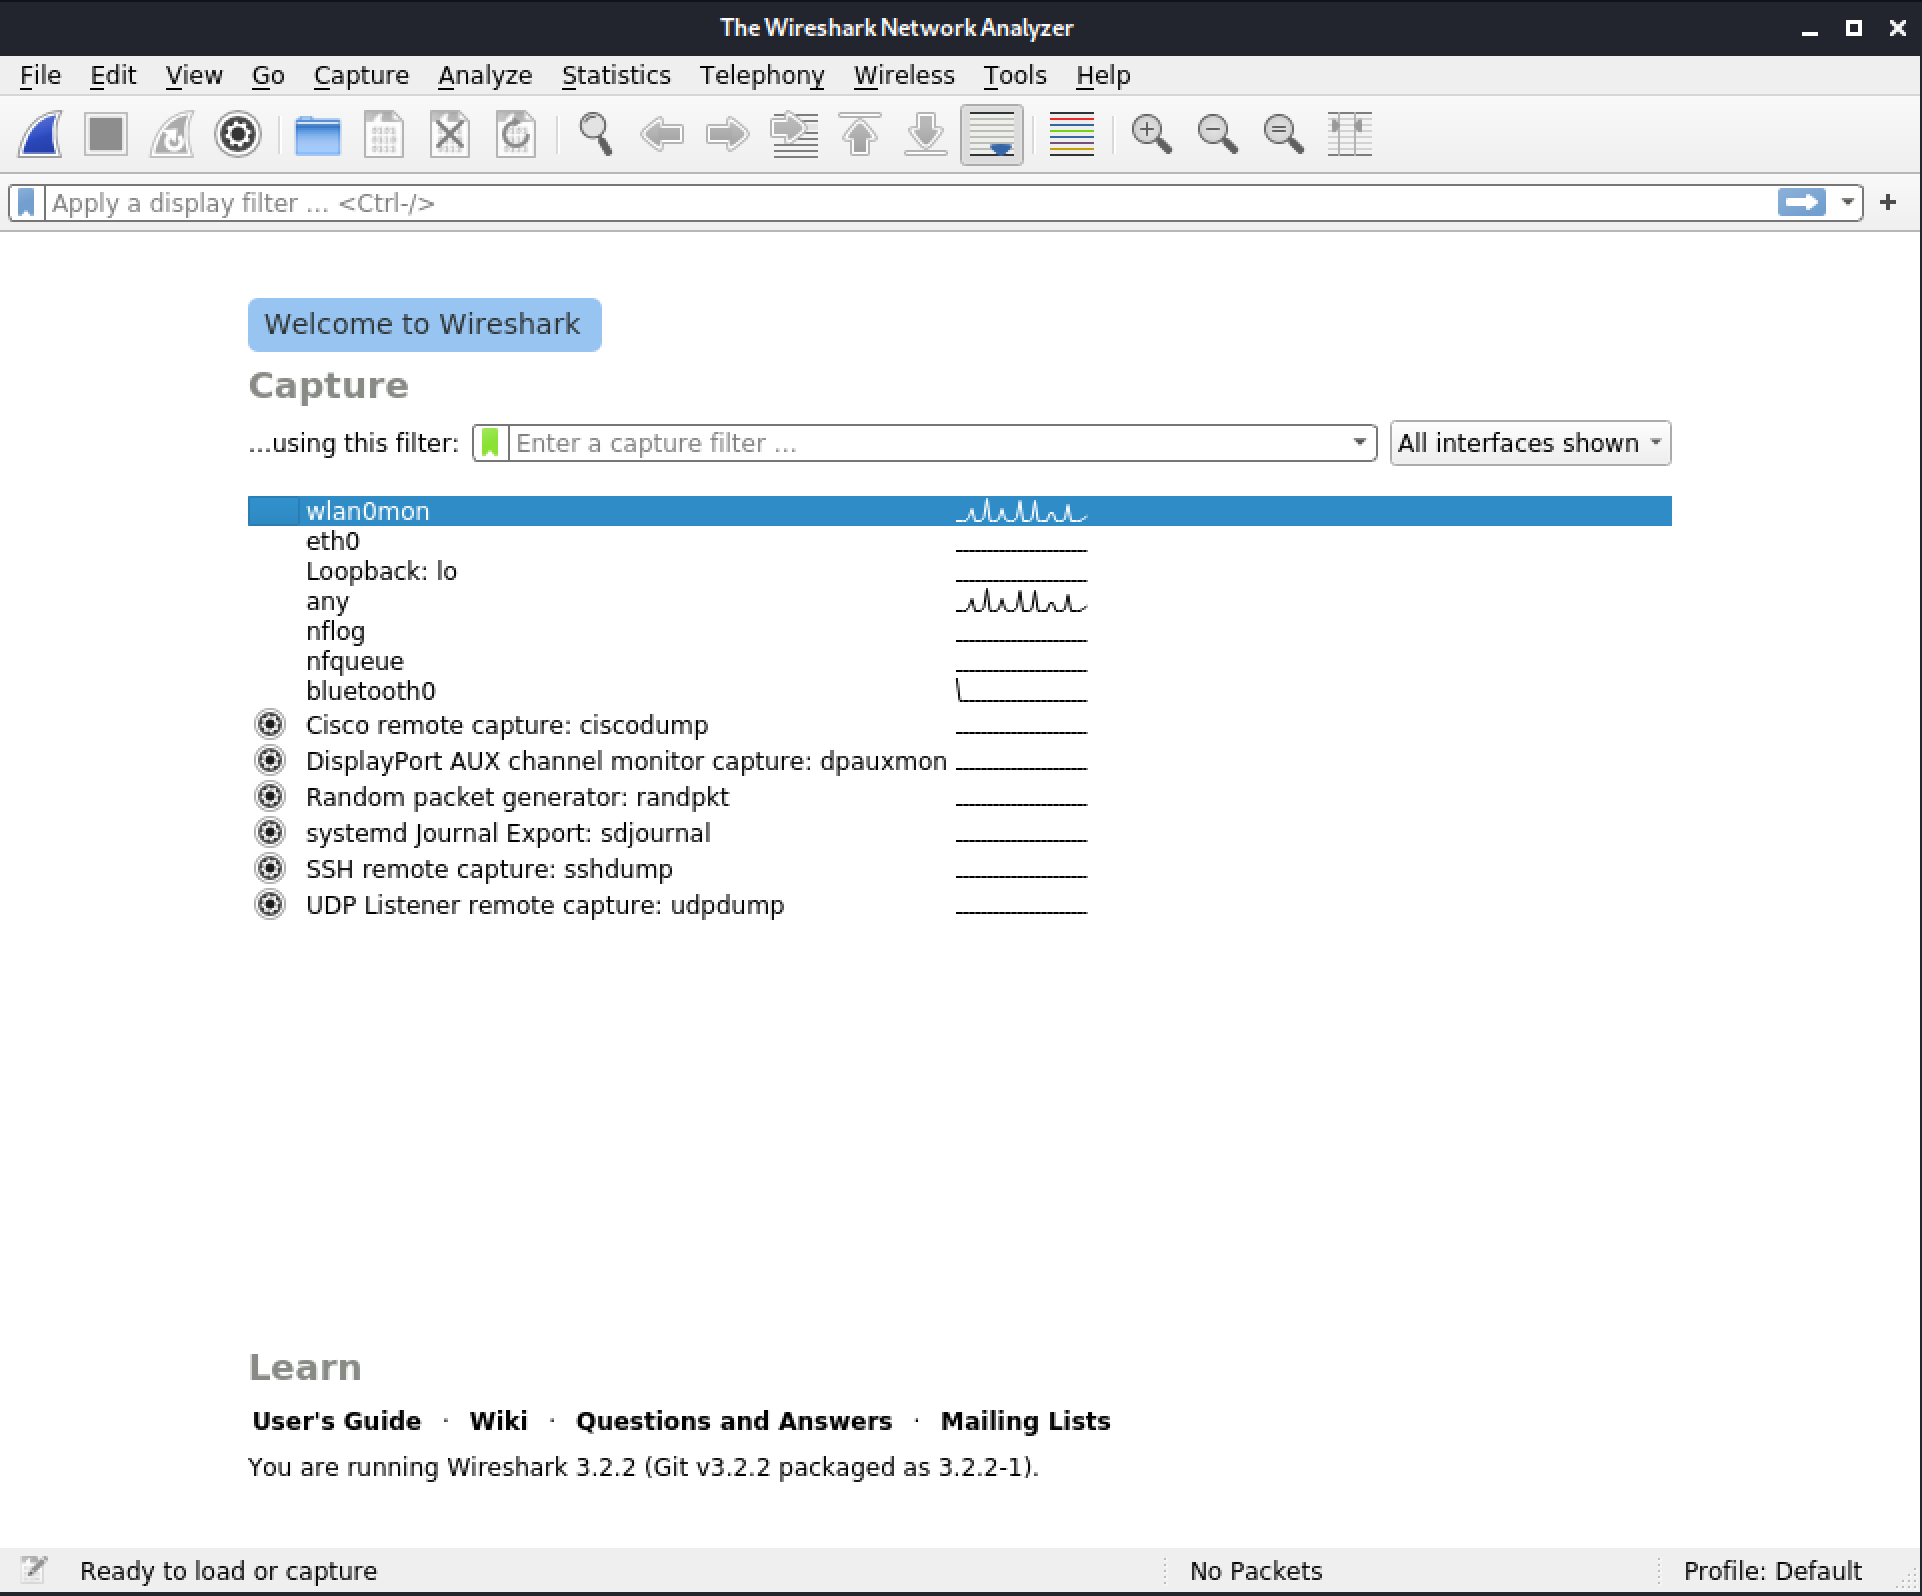 The Wireshark Network Analyzer
File Edit View Go Capture Analyze Statistics Telephony Wireless Tools Help
Apply a display filter … <Ctrl-/>
+
Welcome to Wireshark
Capture
…using this filter: Enter a capture filter … All interfaces shown
wlan0mon
eth0
Loopback: lo
any
nflog
nfqueue
bluetooth0
Cisco remote capture: ciscodump
DisplayPort AUX channel monitor capture: dpauxmon
Random packet generator: randpkt
systemd Journal Export: sdjournal
SSH remote capture: sshdump
UDP Listener remote capture: udpdump
Learn
User's Guide · Wiki · Questions and Answers · Mailing Lists
You are running Wireshark 3.2.2 (Git v3.2.2 packaged as 3.2.2-1).
Ready to load or capture No Packets Profile: Default